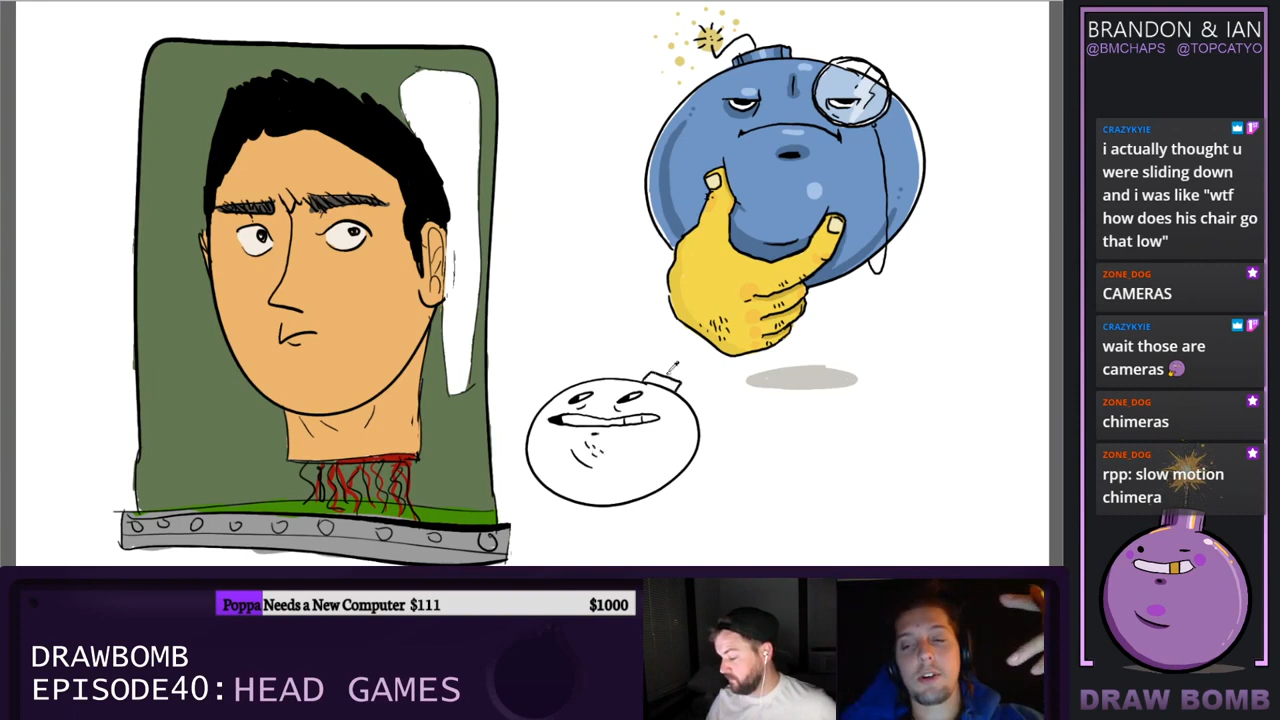 BRANDON & IAN
@BMCHAPS @TOPCATYO
CRAZYKYIE
i actually thought u
were sliding down
and i was like "wtf
how does his chair go
that low"
ZONE_DOG
CAMERAS
CRAZYKYIE
wait those are
cameras
ZONE_DOG
chimeras
ZONE_DOG
rpp: slow motion
chimera
Poppa Needs a New Computer $111 $1000
DRAWBOMB
EPISODE40: HEAD GAMES
DRAW BOMB